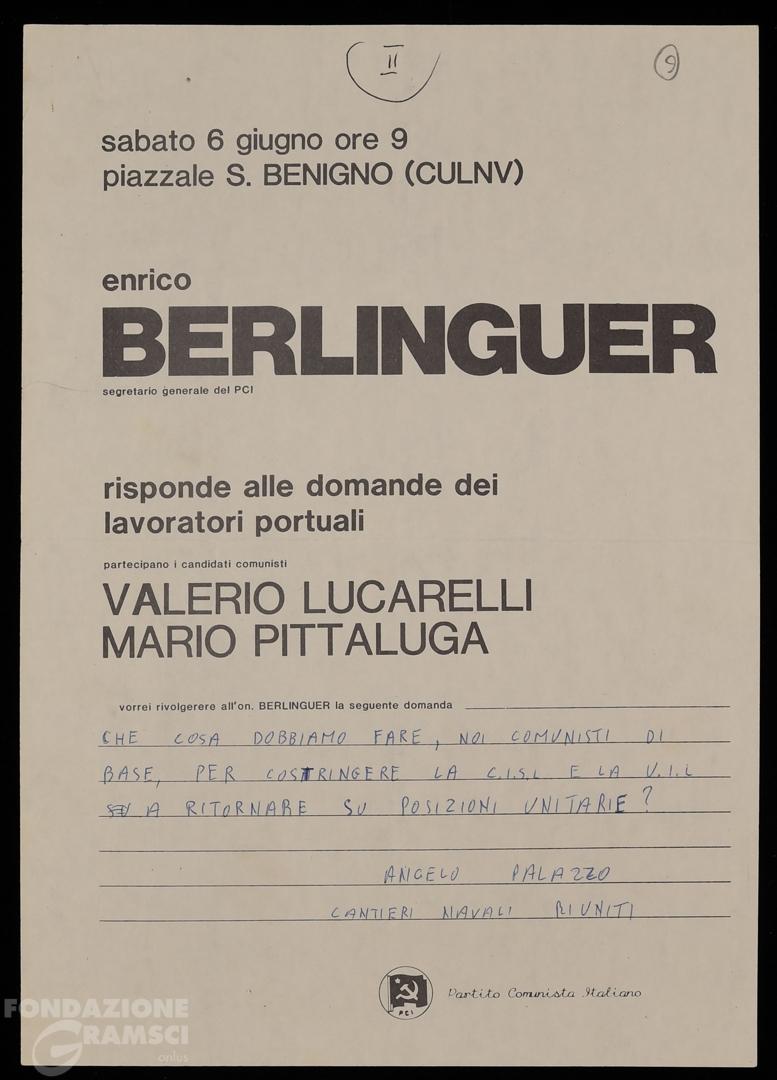 II
9
sabato 6 giugno ore 9
piazzale S. BENIGNO (CULNV)
enrico
BERLINGUER
segretario generale del PCI
risponde alle domande dei
lavoratori portuali
partecipano i candidati comunisti
VALERIO LUCARELLI
MARIO PITTALUGA
vorrei rivolgerere all'on. BERLINGUER la seguente domanda
CHE COSA DOBBIAMO FARE, NOI COMUNISTI DI
BASE, PER COSTRINGERE LA C.I.S.L E LA U.I.L
A RITORNARE SU POSIZIONI UNITARIE?
ANGELO PALAZZO
CANTIERI NAVALI RIUNITI
PCI
Partito Comunista Italiano
FONDAZIONE
GRAMSCI
onlus